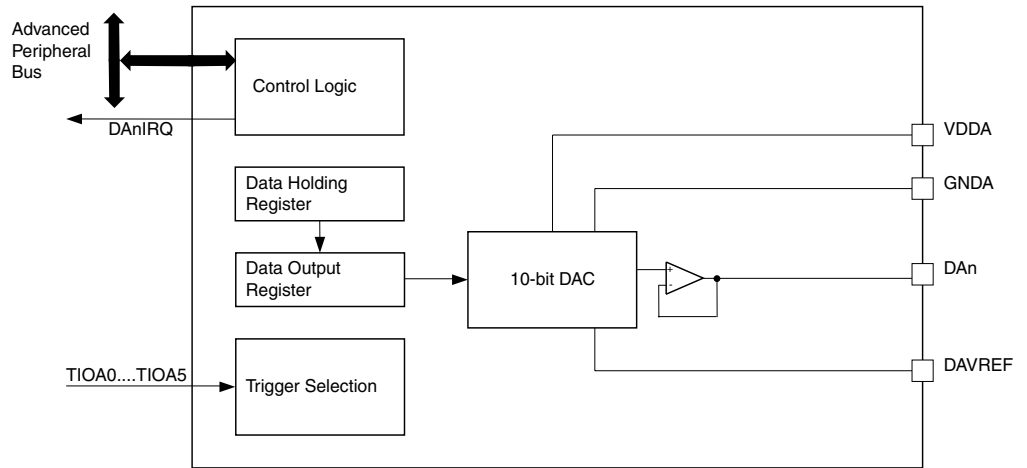 Advanced
Peripheral
Bus
Control Logic
DAnIRQ
VDDA
Data Holding
Register
GNDA
Data Output
Register
10-bit DAC
+
-
DAn
TIOA0....TIOA5
Trigger Selection
DAVREF